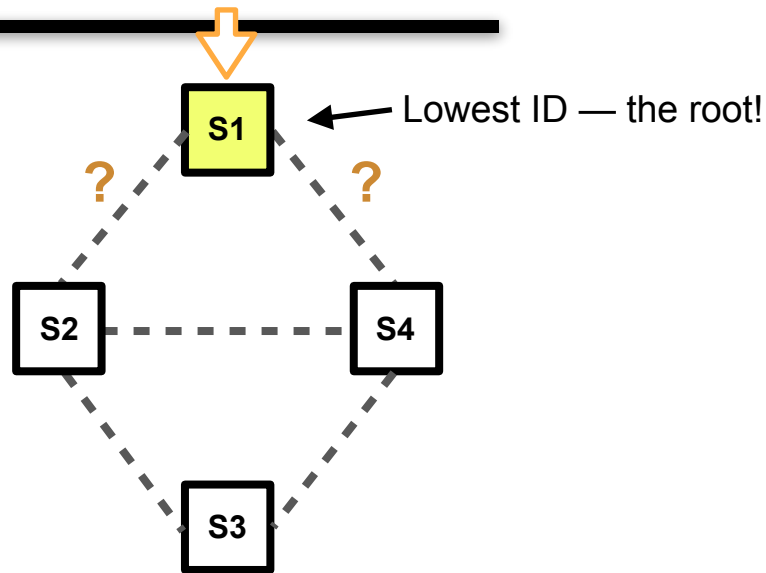 S1
Lowest ID — the root!
?
?
S2
S4
S3